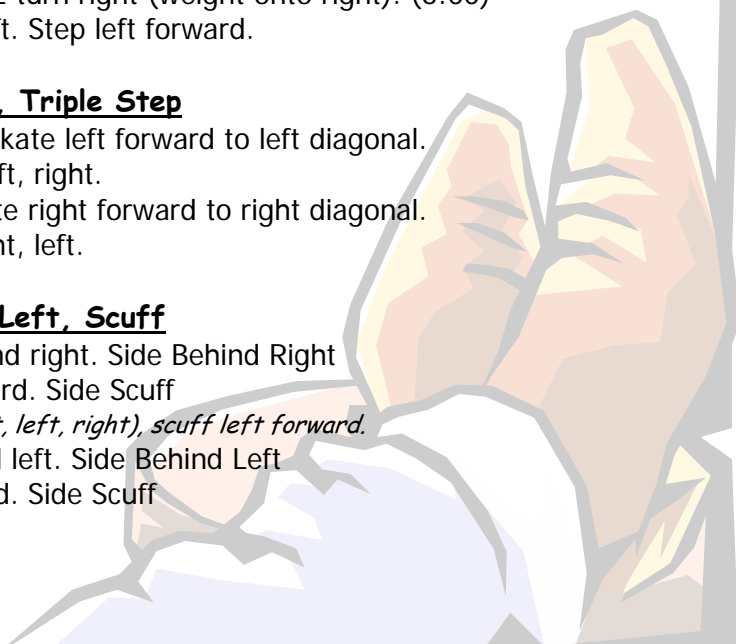 turn right (weight onto right).
ft. Step left forward.
, Triple Step
kate left forward to left diagonal.
ft, right.
te right forward to right diagonal.
ht, left.
Left, Scuff
nd right. Side Behind Right
rd. Side Scuff
t, left, right), scuff left forward.
d left. Side Behind Left
d. Side Scuff